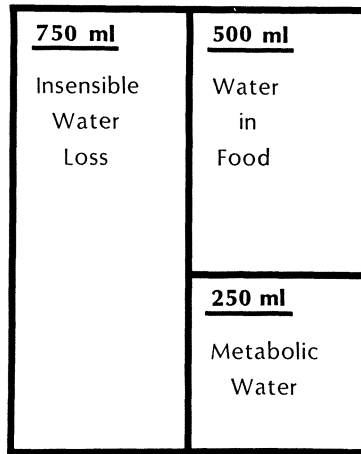 750 ml
Insensible
Water
Loss
500 ml
Water
in
Food
250 ml
Metabolic
Water